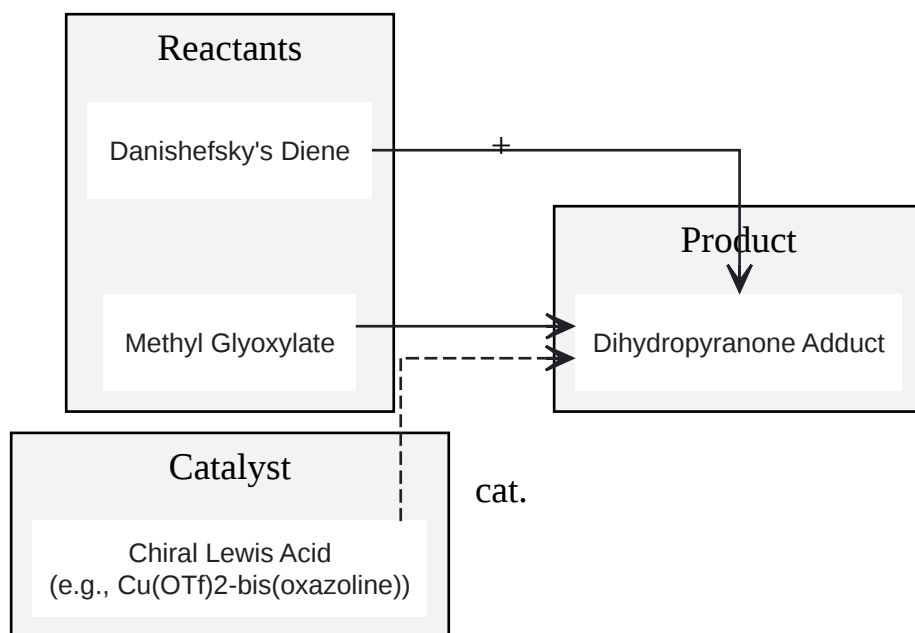 Reactants
Danishefsky's Diene
+
Product
Methyl Glyoxylate
Dihydropyranone Adduct
Catalyst
cat.
Chiral Lewis Acid
(e.g., Cu(OTf)2-bis(oxazoline))